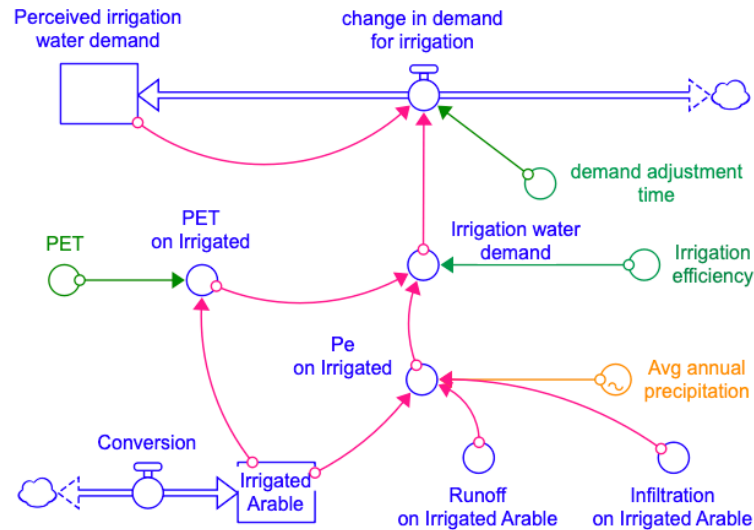 Perceived irrigation
water demand
change in demand
for irrigation
demand adjustment
time
PET
PET
on Irrigated
Irrigation water
demand
Irrigation
efficiency
Pe
on Irrigated
Avg annual
precipitation
Conversion
Irrigated
Arable
Runoff
on Irrigated Arable
Infiltration
on Irrigated Arable